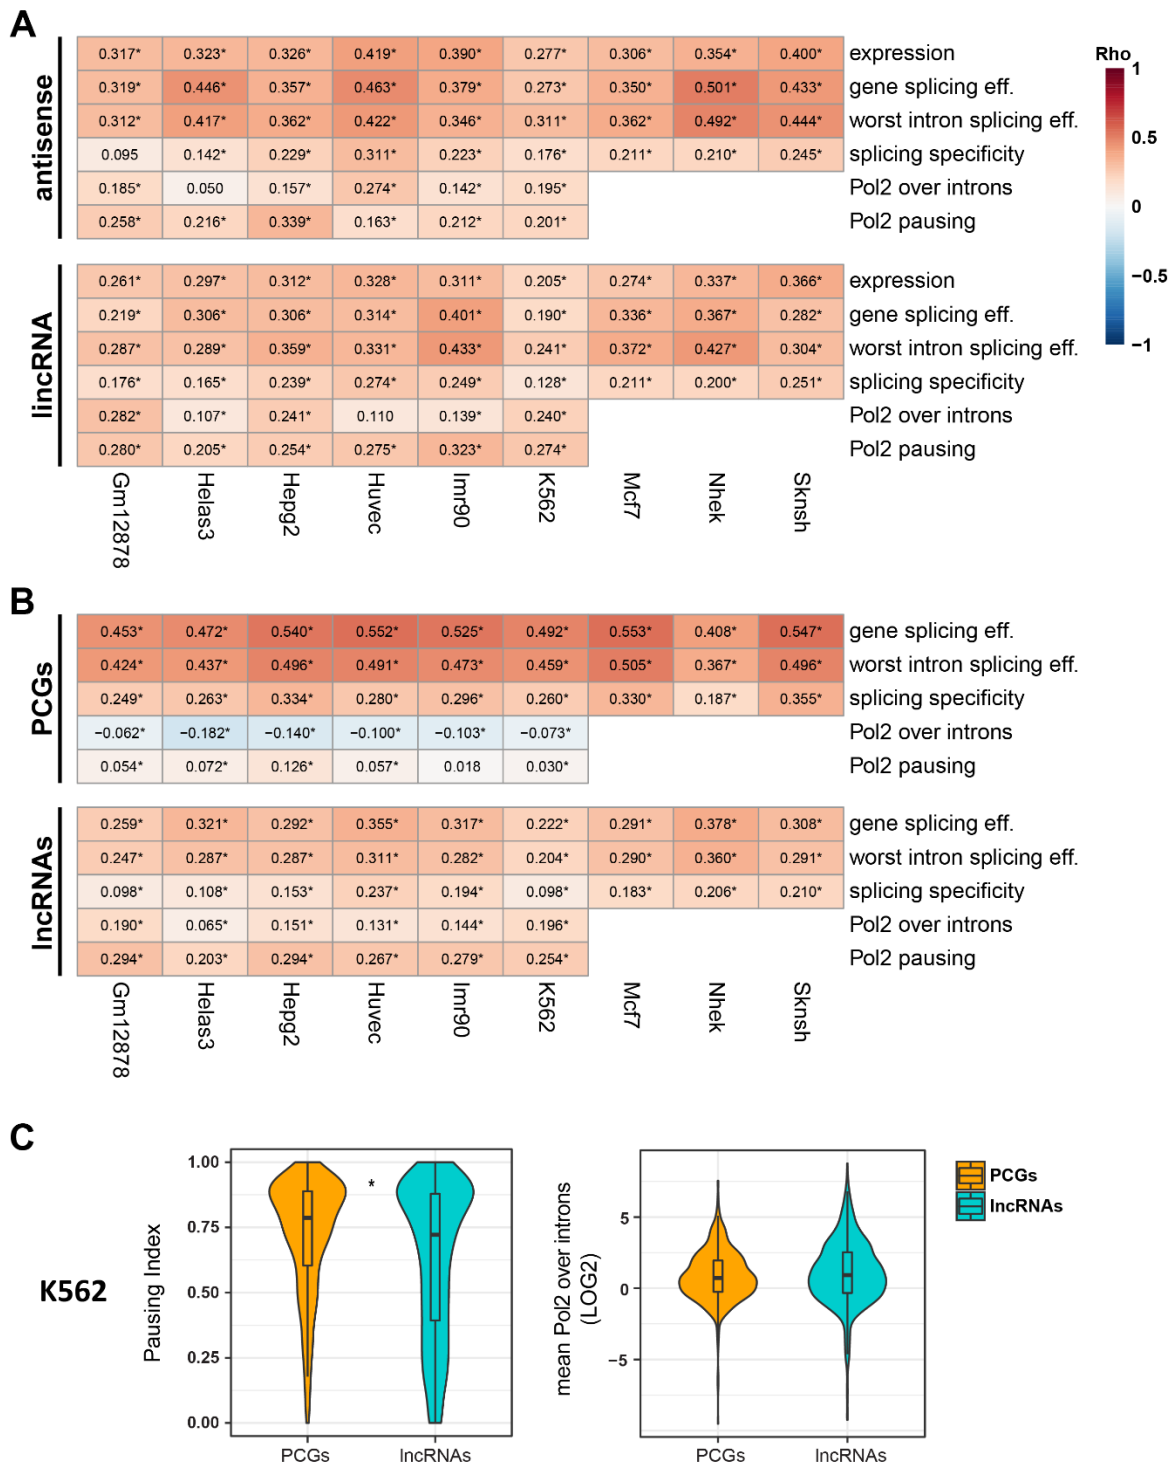 A
antisense
0.317* 0.323* 0.326* 0.419* 0.390* 0.277* 0.306* 0.354* 0.400* expression
0.319* 0.446* 0.357* 0.463* 0.379* 0.273* 0.350* 0.501* 0.433* gene splicing eff.
0.312* 0.417* 0.362* 0.422* 0.346* 0.311* 0.362* 0.492* 0.444* worst intron splicing eff.
0.095 0.142* 0.229* 0.311* 0.223* 0.176* 0.211* 0.210* 0.245* splicing specificity
0.185* 0.050 0.157* 0.274* 0.142* 0.195* Pol2 over introns
0.258* 0.216* 0.339* 0.163* 0.212* 0.201* Pol2 pausing
Rho
1
0.5
0
−0.5
−1
lincRNA
0.261* 0.297* 0.312* 0.328* 0.311* 0.205* 0.274* 0.337* 0.366* expression
0.219* 0.306* 0.306* 0.314* 0.401* 0.190* 0.336* 0.367* 0.282* gene splicing eff.
0.287* 0.289* 0.359* 0.331* 0.433* 0.241* 0.372* 0.427* 0.304* worst intron splicing eff.
0.176* 0.165* 0.239* 0.274* 0.249* 0.128* 0.211* 0.200* 0.251* splicing specificity
0.282* 0.107* 0.241* 0.110 0.139* 0.240* Pol2 over introns
0.280* 0.205* 0.254* 0.275* 0.323* 0.274* Pol2 pausing
Gm12878 Helas3 Hepg2 Huvec Imr90 K562 Mcf7 Nhek Sknsh
B
PCGs
0.453* 0.472* 0.540* 0.552* 0.525* 0.492* 0.553* 0.408* 0.547* gene splicing eff.
0.424* 0.437* 0.496* 0.491* 0.473* 0.459* 0.505* 0.367* 0.496* worst intron splicing eff.
0.249* 0.263* 0.334* 0.280* 0.296* 0.260* 0.330* 0.187* 0.355* splicing specificity
−0.062* −0.182* −0.140* −0.100* −0.103* −0.073* Pol2 over introns
0.054* 0.072* 0.126* 0.057* 0.018 0.030* Pol2 pausing
lncRNAs
0.259* 0.321* 0.292* 0.355* 0.317* 0.222* 0.291* 0.378* 0.308* gene splicing eff.
0.247* 0.287* 0.287* 0.311* 0.282* 0.204* 0.290* 0.360* 0.291* worst intron splicing eff.
0.098* 0.108* 0.153* 0.237* 0.194* 0.098* 0.183* 0.206* 0.210* splicing specificity
0.190* 0.065* 0.151* 0.131* 0.144* 0.196* Pol2 over introns
0.294* 0.203* 0.294* 0.267* 0.279* 0.254* Pol2 pausing
Gm12878 Helas3 Hepg2 Huvec Imr90 K562 Mcf7 Nhek Sknsh
C
K562
Pausing Index
1.00
0.75
0.50
0.25
0.00
*
PCGs lncRNAs
mean Pol2 over introns
(LOG2)
5
0
−5
PCGs lncRNAs
PCGs
lncRNAs